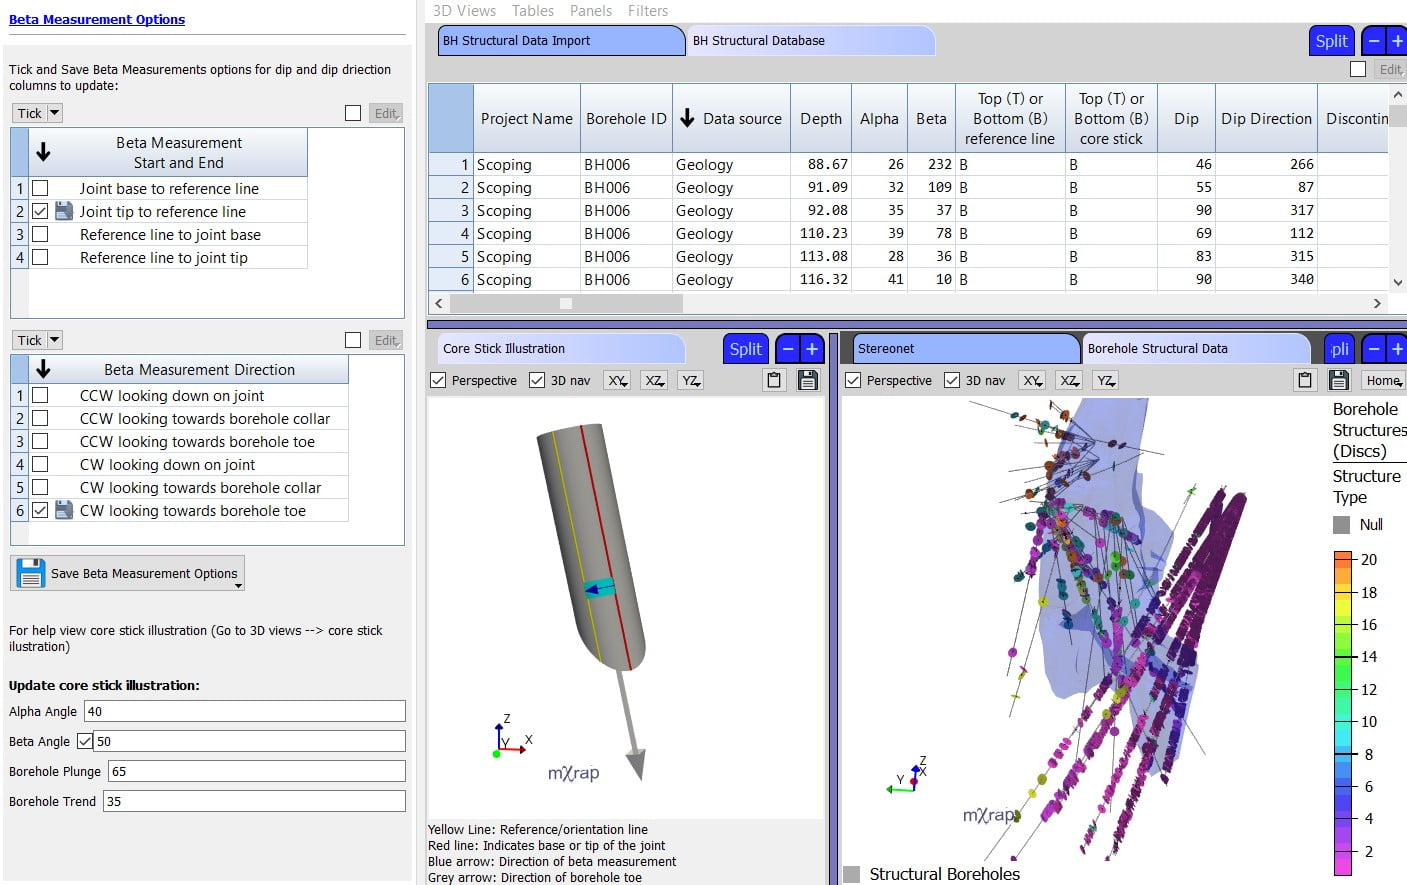 Beta Measurement Options
Tick and Save Beta Measurements options for dip and dip driection
columns to update:
Tick
Edit
Beta Measurement
Start and End
1 Joint base to reference line
2 Joint tip to reference line
3 Reference line to joint base
4 Reference line to joint tip
Tick
Edit
Beta Measurement Direction
1 CCW looking down on joint
2 CCW looking towards borehole collar
3 CCW looking towards borehole toe
4 CW looking down on joint
5 CW looking towards borehole collar
6 CW looking towards borehole toe
Save Beta Measurement Options
For help view core stick illustration (Go to 3D views --> core stick
ilustration)
Update core stick illustration:
Alpha Angle 40
Beta Angle 50
Borehole Plunge 65
Borehole Trend 35
3D Views Tables Panels Filters
BH Structural Data Import BH Structural Database Split − +
Edit
Project Name Borehole ID Data source Depth Alpha Beta Top (T) or Bottom (B) reference line Top (T) or Bottom (B) core stick Dip Dip Direction Discontin
1 Scoping BH006 Geology 88.67 26 232 B B 46 266
2 Scoping BH006 Geology 91.09 32 109 B B 55 87
3 Scoping BH006 Geology 92.08 35 37 B B 90 317
4 Scoping BH006 Geology 110.23 39 78 B B 69 112
5 Scoping BH006 Geology 113.08 28 36 B B 83 315
6 Scoping BH006 Geology 116.32 41 10 B B 90 340
Core Stick Illustration Split − +
Perspective 3D nav XY XZ YZ
Z
Y X
mXrap
Yellow Line: Reference/orientation line
Red line: Indicates base or tip of the joint
Blue arrow: Direction of beta measurement
Grey arrow: Direction of borehole toe
Stereonet Borehole Structural Data pli − +
Perspective 3D nav XY XZ YZ Home
Borehole
Structures
(Discs)
Structure
Type
Null
20
18
16
14
12
10
8
6
4
2
Z
Y X
mXrap
Structural Boreholes